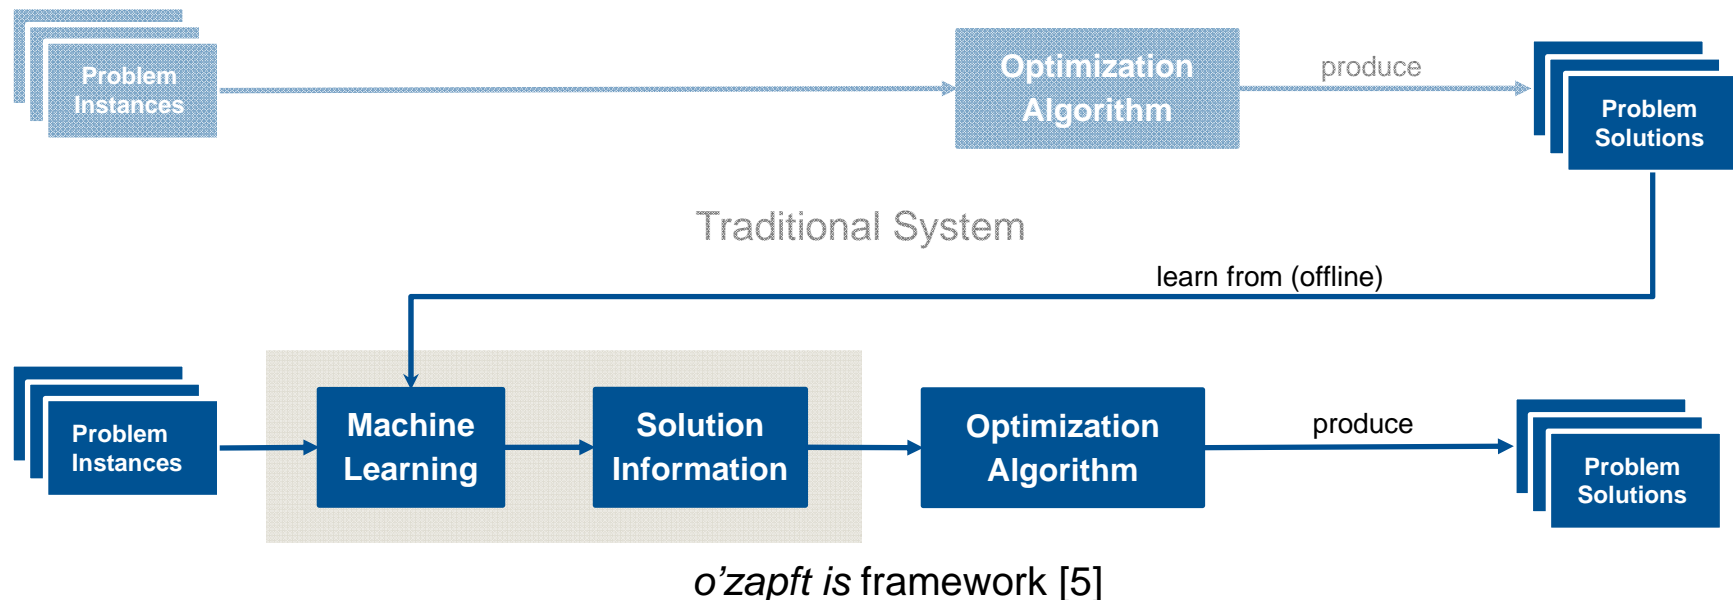 Problem
Instances
Optimization
Algorithm
produce
Problem
Solutions
Traditional System
learn from (offline)
Problem
Instances
Machine
Learning
Solution
Information
Optimization
Algorithm
produce
Problem
Solutions
o’zapft is framework [5]